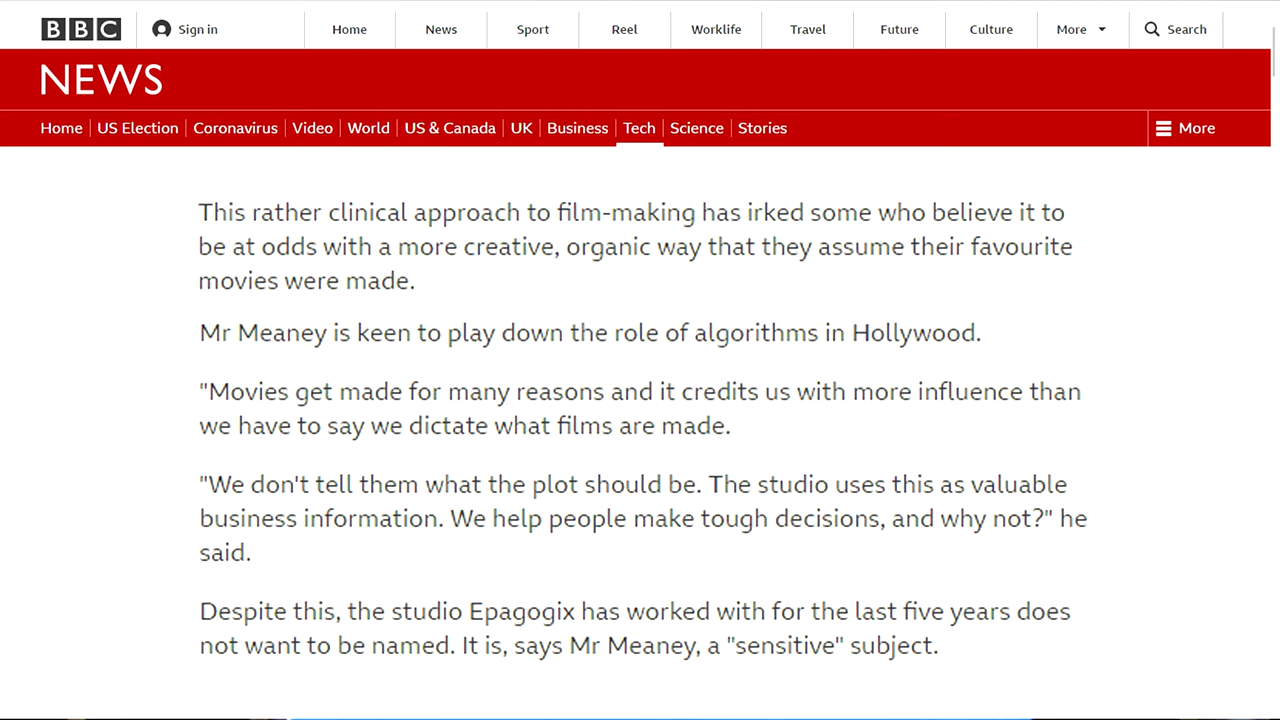 BBC Sign in Home News Sport Reel Worklife Travel Future Culture More Search
NEWS
Home US Election Coronavirus Video World US & Canada UK Business Tech Science Stories More
This rather clinical approach to film-making has irked some who believe it to
be at odds with a more creative, organic way that they assume their favourite
movies were made.
Mr Meaney is keen to play down the role of algorithms in Hollywood.
"Movies get made for many reasons and it credits us with more influence than
we have to say we dictate what films are made.
"We don't tell them what the plot should be. The studio uses this as valuable
business information. We help people make tough decisions, and why not?" he
said.
Despite this, the studio Epagogix has worked with for the last five years does
not want to be named. It is, says Mr Meaney, a "sensitive" subject.